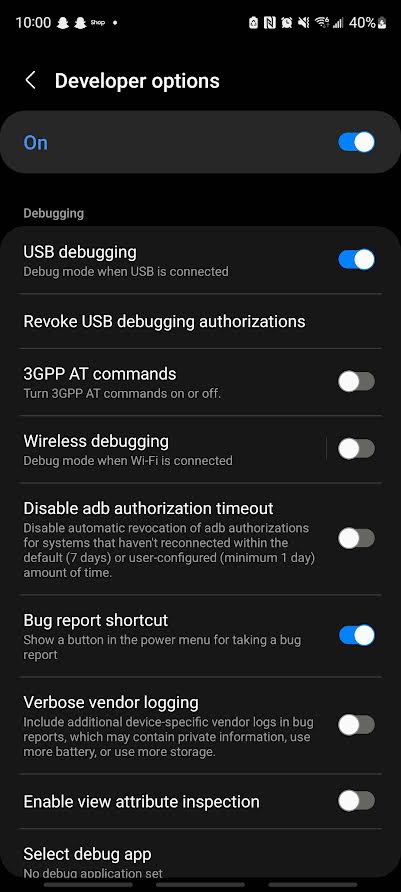 10:00 Shop 40%
Developer options
On
Debugging
USB debugging
Debug mode when USB is connected
Revoke USB debugging authorizations
3GPP AT commands
Turn 3GPP AT commands on or off.
Wireless debugging
Debug mode when Wi-Fi is connected
Disable adb authorization timeout
Disable automatic revocation of adb authorizations
for systems that haven't reconnected within the
default (7 days) or user-configured (minimum 1 day)
amount of time.
Bug report shortcut
Show a button in the power menu for taking a bug
report
Verbose vendor logging
Include additional device-specific vendor logs in bug
reports, which may contain private information, use
more battery, or use more storage.
Enable view attribute inspection
Select debug app
No debug application set